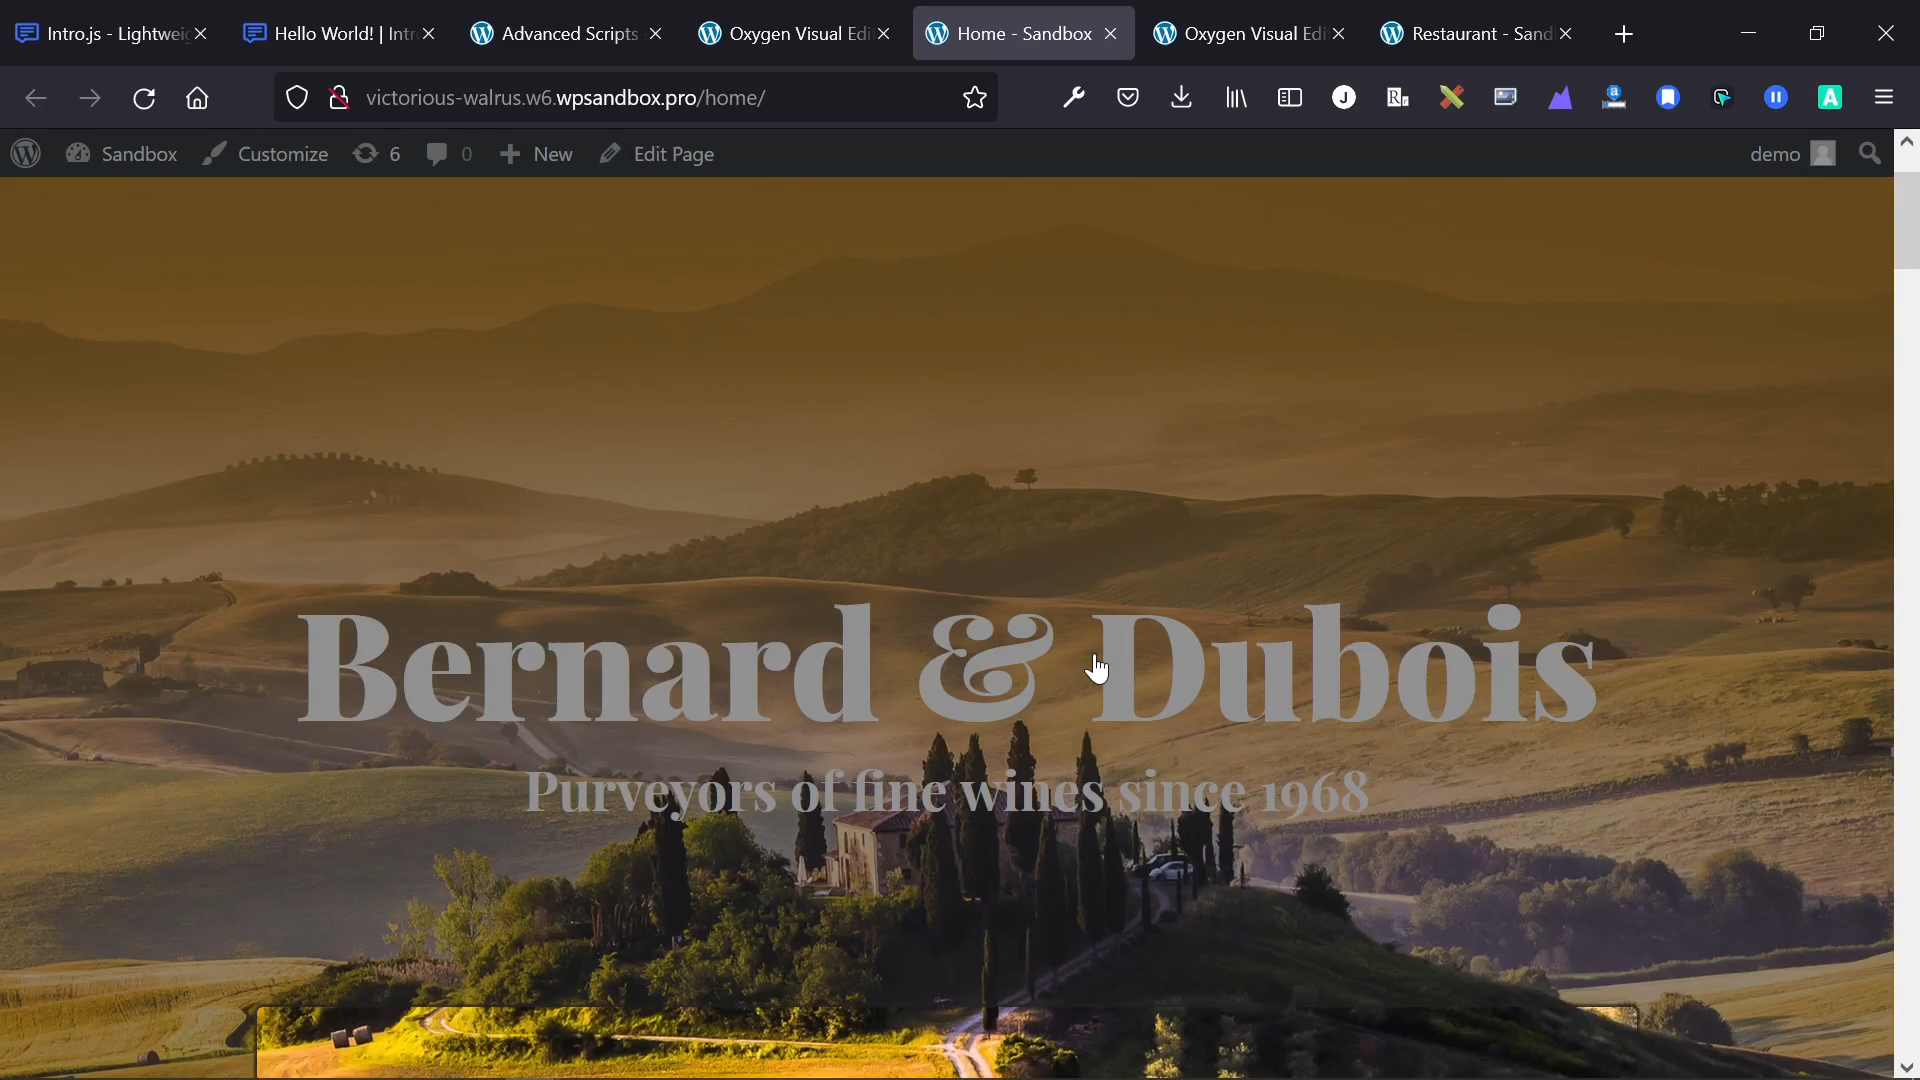 Intro.js - Lightwei
Hello World! | Intr
Advanced Scripts
Oxygen Visual Edi
Home - Sandbox
Oxygen Visual Edi
Restaurant - Sand
victorious-walrus.w6.wpsandbox.pro/home/
J
R
a
A
Sandbox
Customize
6
0
New
Edit Page
demo
Bernard & Dubois
Purveyors of fine wines since 1968